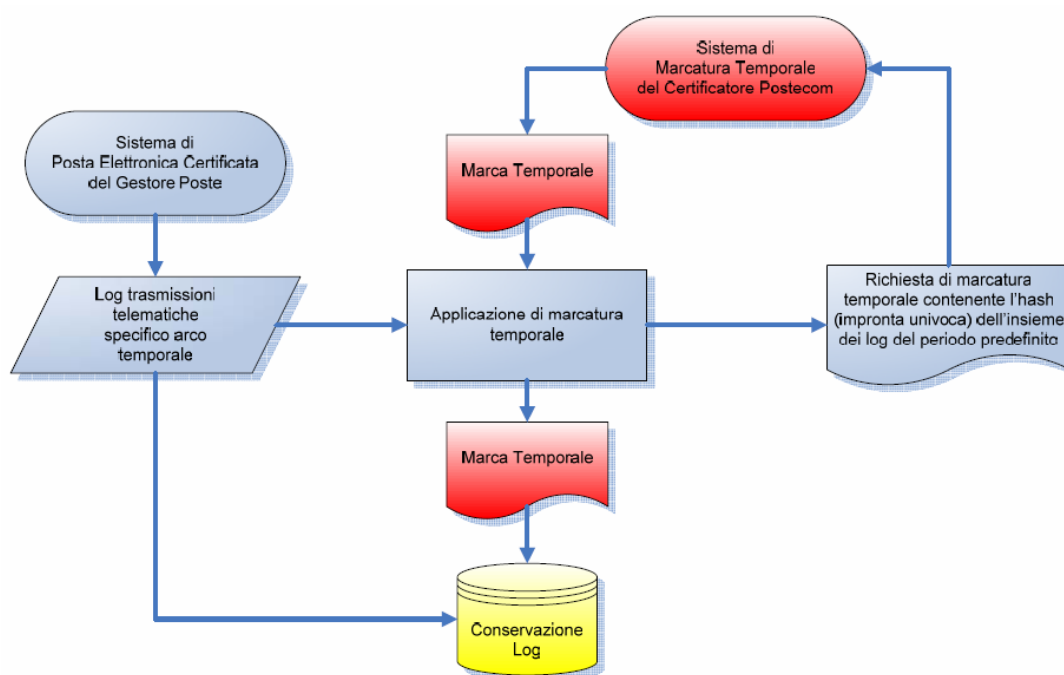 Sistema di
Marcatura Temporale
del Certificatore Postecom
Sistema di
Posta Elettronica Certificata
del Gestore Poste
Marca Temporale
Log trasmissioni
telematiche
specifico arco
temporale
Applicazione di marcatura
temporale
Richiesta di marcatura
temporale contenente l'hash
(impronta univoca) dell'insieme
dei log del periodo predefinito
Marca Temporale
Conservazione
Log